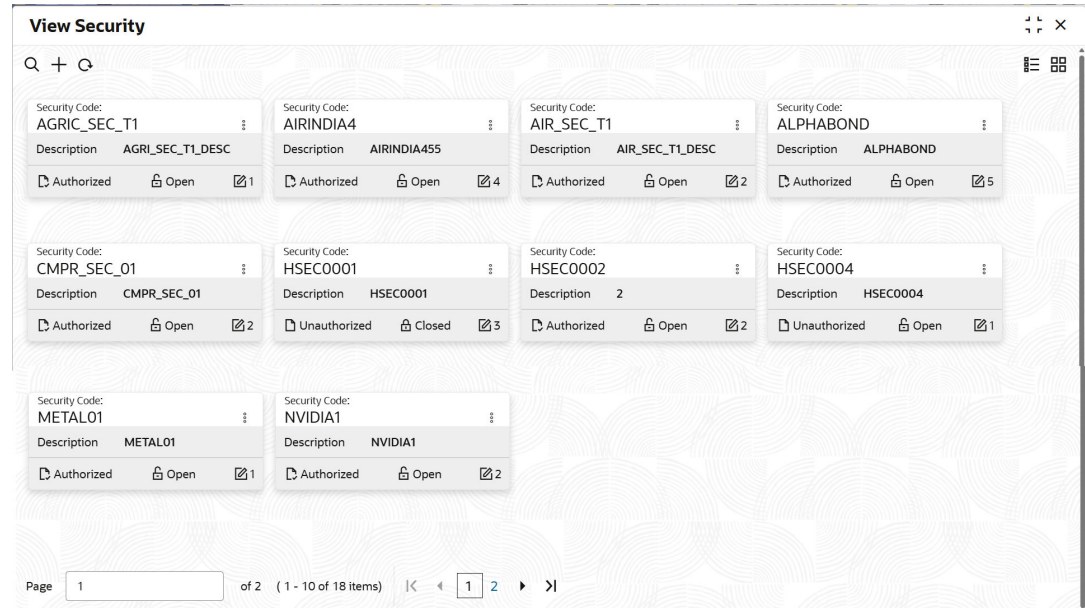 View Security
Security Code: Security Code: Security Code: Security Code:
AGRIC_SEC_T1 AIRINDIA4 AIR_SEC_T1 ALPHABOND
Description AGRI_SEC_T1_DESC Description AIRINDIA455 Description AIR_SEC_T1_DESC Description ALPHABOND
Authorized Open 1 Authorized Open 4 Authorized Open 2 Authorized Open 5
Security Code: Security Code: Security Code: Security Code:
CMPR_SEC_01 HSEC0001 HSEC0002 HSEC0004
Description CMPR_SEC_01 Description HSEC0001 Description 2 Description HSEC0004
Authorized Open 2 Unauthorized Closed 3 Authorized Open 2 Unauthorized Open 1
Security Code: Security Code:
METAL01 NVIDIA1
Description METAL01 Description NVIDIA1
Authorized Open 1 Authorized Open 2
Page 1 of 2 ( 1 - 10 of 18 items) 1 2